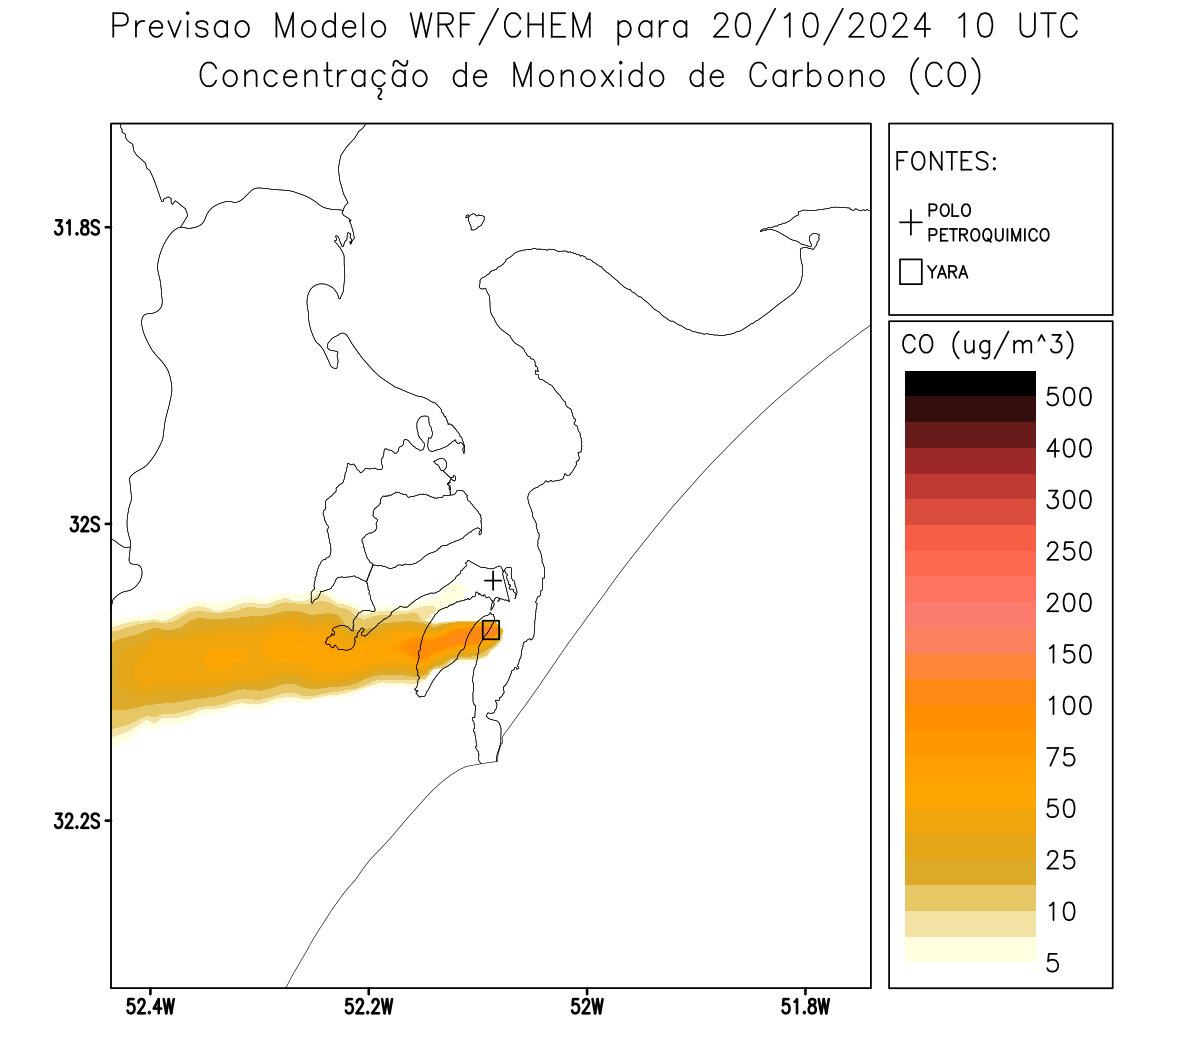 Previsao Modelo WRF/CHEM para 20/10/2024 10 UTC
Concentração de Monoxido de Carbono (CO)
FONTES:
POLO
PETROQUIMICO
YARA
CO (ug/m^3)
500
400
300
250
200
150
100
75
50
25
10
5
31.8S
32S
32.2S
52.4W
52.2W
52W
51.8W